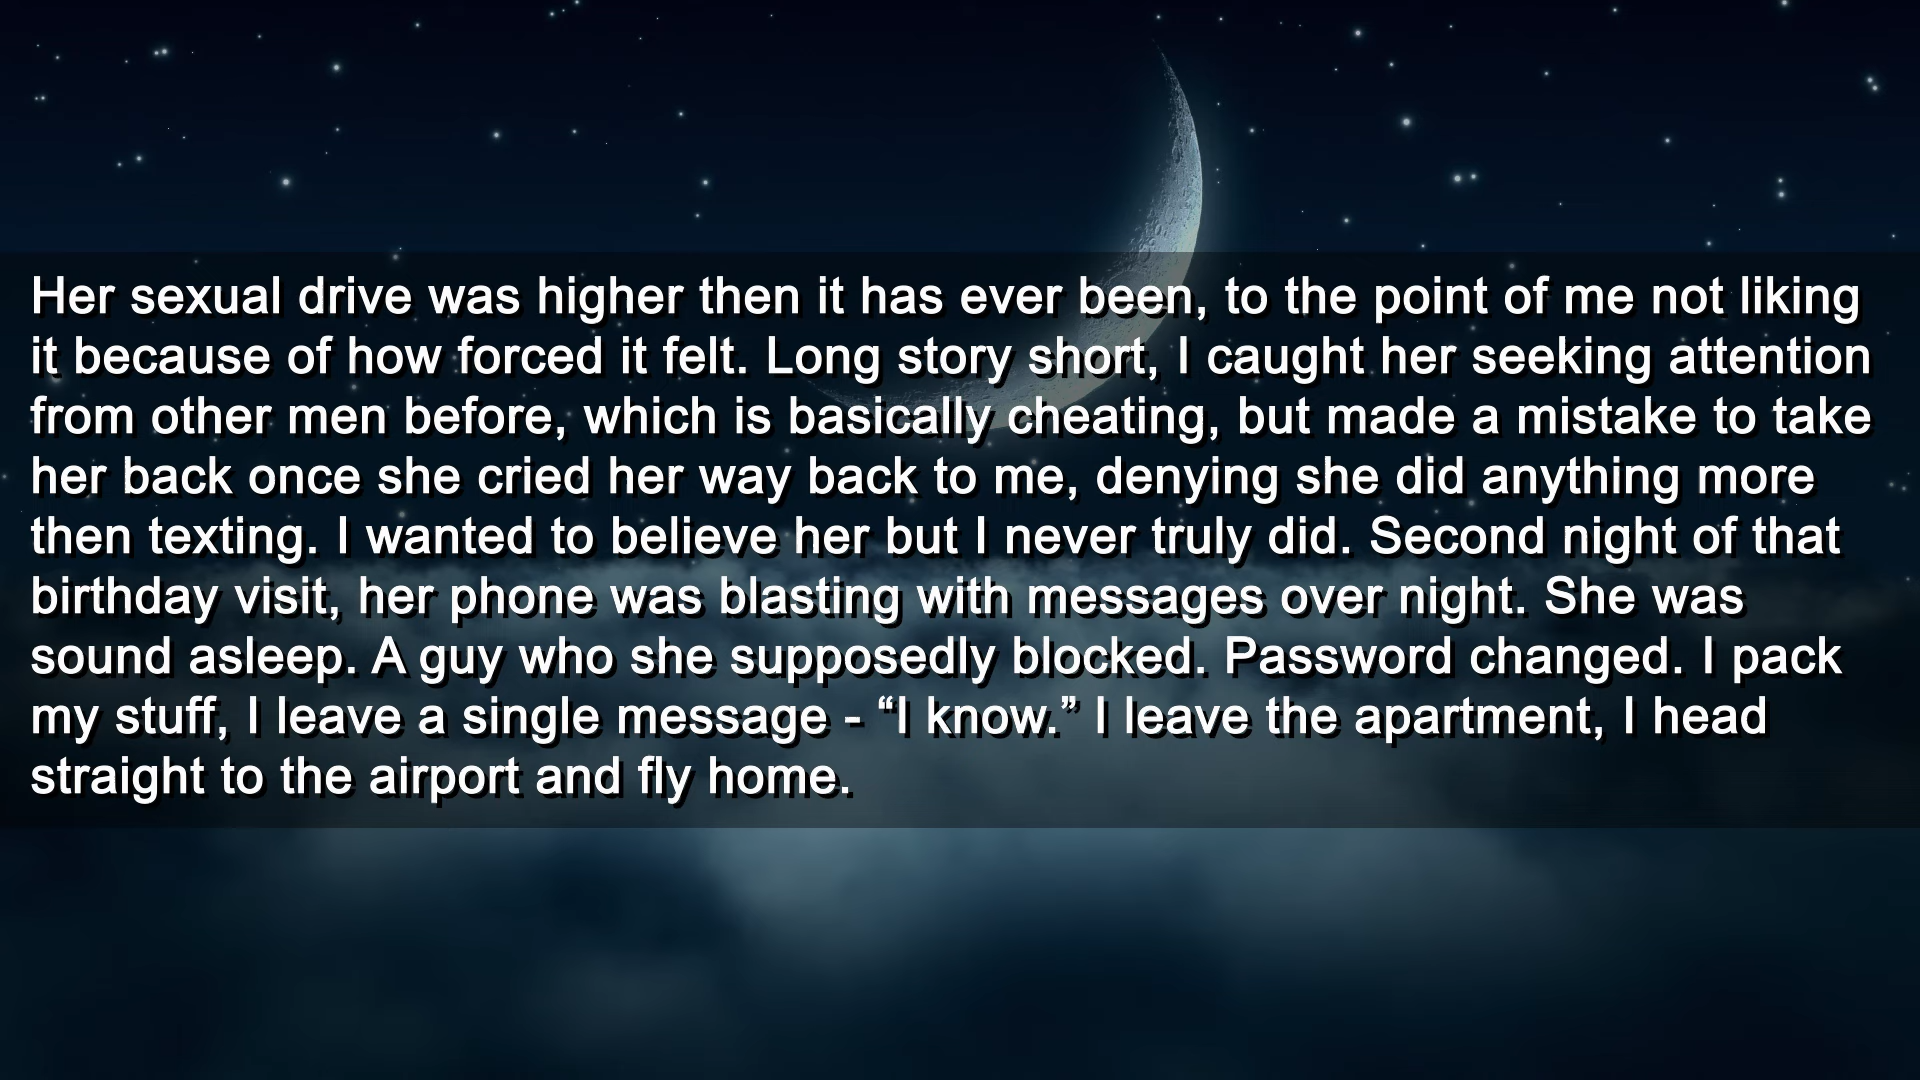 Her sexual drive was higher then it has ever been, to the point of me not liking
it because of how forced it felt. Long story short, I caught her seeking attention
from other men before, which is basically cheating, but made a mistake to take
her back once she cried her way back to me, denying she did anything more
then texting. I wanted to believe her but I never truly did. Second night of that
birthday visit, her phone was blasting with messages over night. She was
sound asleep. A guy who she supposedly blocked. Password changed. I pack
my stuff, I leave a single message - “I know.” I leave the apartment, I head
straight to the airport and fly home.